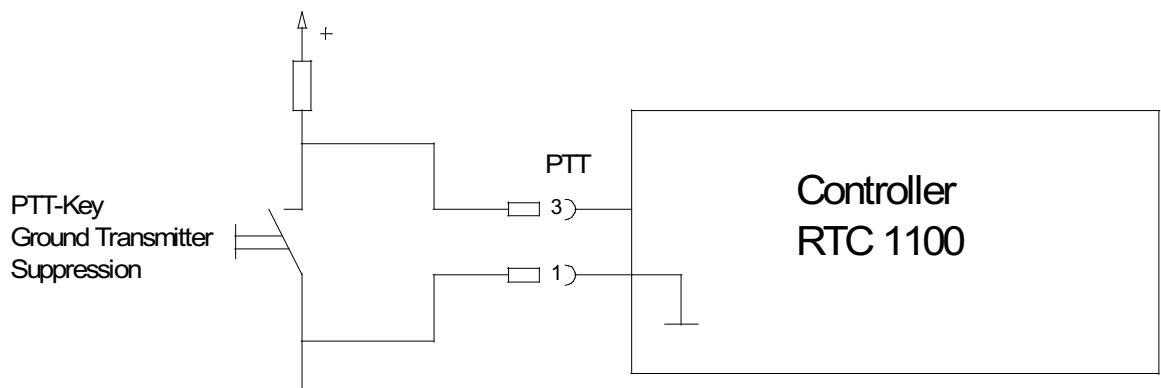 +
PTT
PTT-Key
Ground Transmitter
Suppression
3
1
Controller
RTC 1100